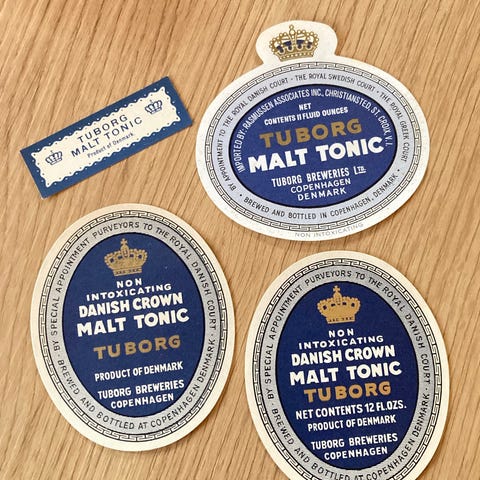 TUBORG
MALT TONIC
Product of Denmark.
BY APPOINTMENT TO THE ROYAL DANISH COURT · THE ROYAL SWEDISH COURT · THE ROYAL GREEK COURT ·
BREWED AND BOTTLED IN COPENHAGEN, DENMARK ·
IMPORTED BY: RASMUSSEN ASSOCIATES INC., CHRISTIANSTED, ST. CROIX, V.I.
NET
CONTENTS 11 FLUID OUNCES
TUBORG
MALT TONIC
TUBORG BREWERIES LTD.
COPENHAGEN
DENMARK
NON INTOXICATING
BY SPECIAL APPOINTMENT PURVEYORS TO THE ROYAL DANISH COURT ·
BREWED AND BOTTLED AT COPENHAGEN DENMARK ·
NON
INTOXICATING
DANISH CROWN
MALT TONIC
TUBORG
PRODUCT OF DENMARK
TUBORG BREWERIES
COPENHAGEN
BY SPECIAL APPOINTMENT PURVEYORS TO THE ROYAL DANISH COURT ·
BREWED AND BOTTLED AT COPENHAGEN DENMARK ·
NON
INTOXICATING
DANISH CROWN
MALT TONIC
TUBORG
NET CONTENTS 12 FL.OZS.
PRODUCT OF DENMARK
TUBORG BREWERIES
COPENHAGEN